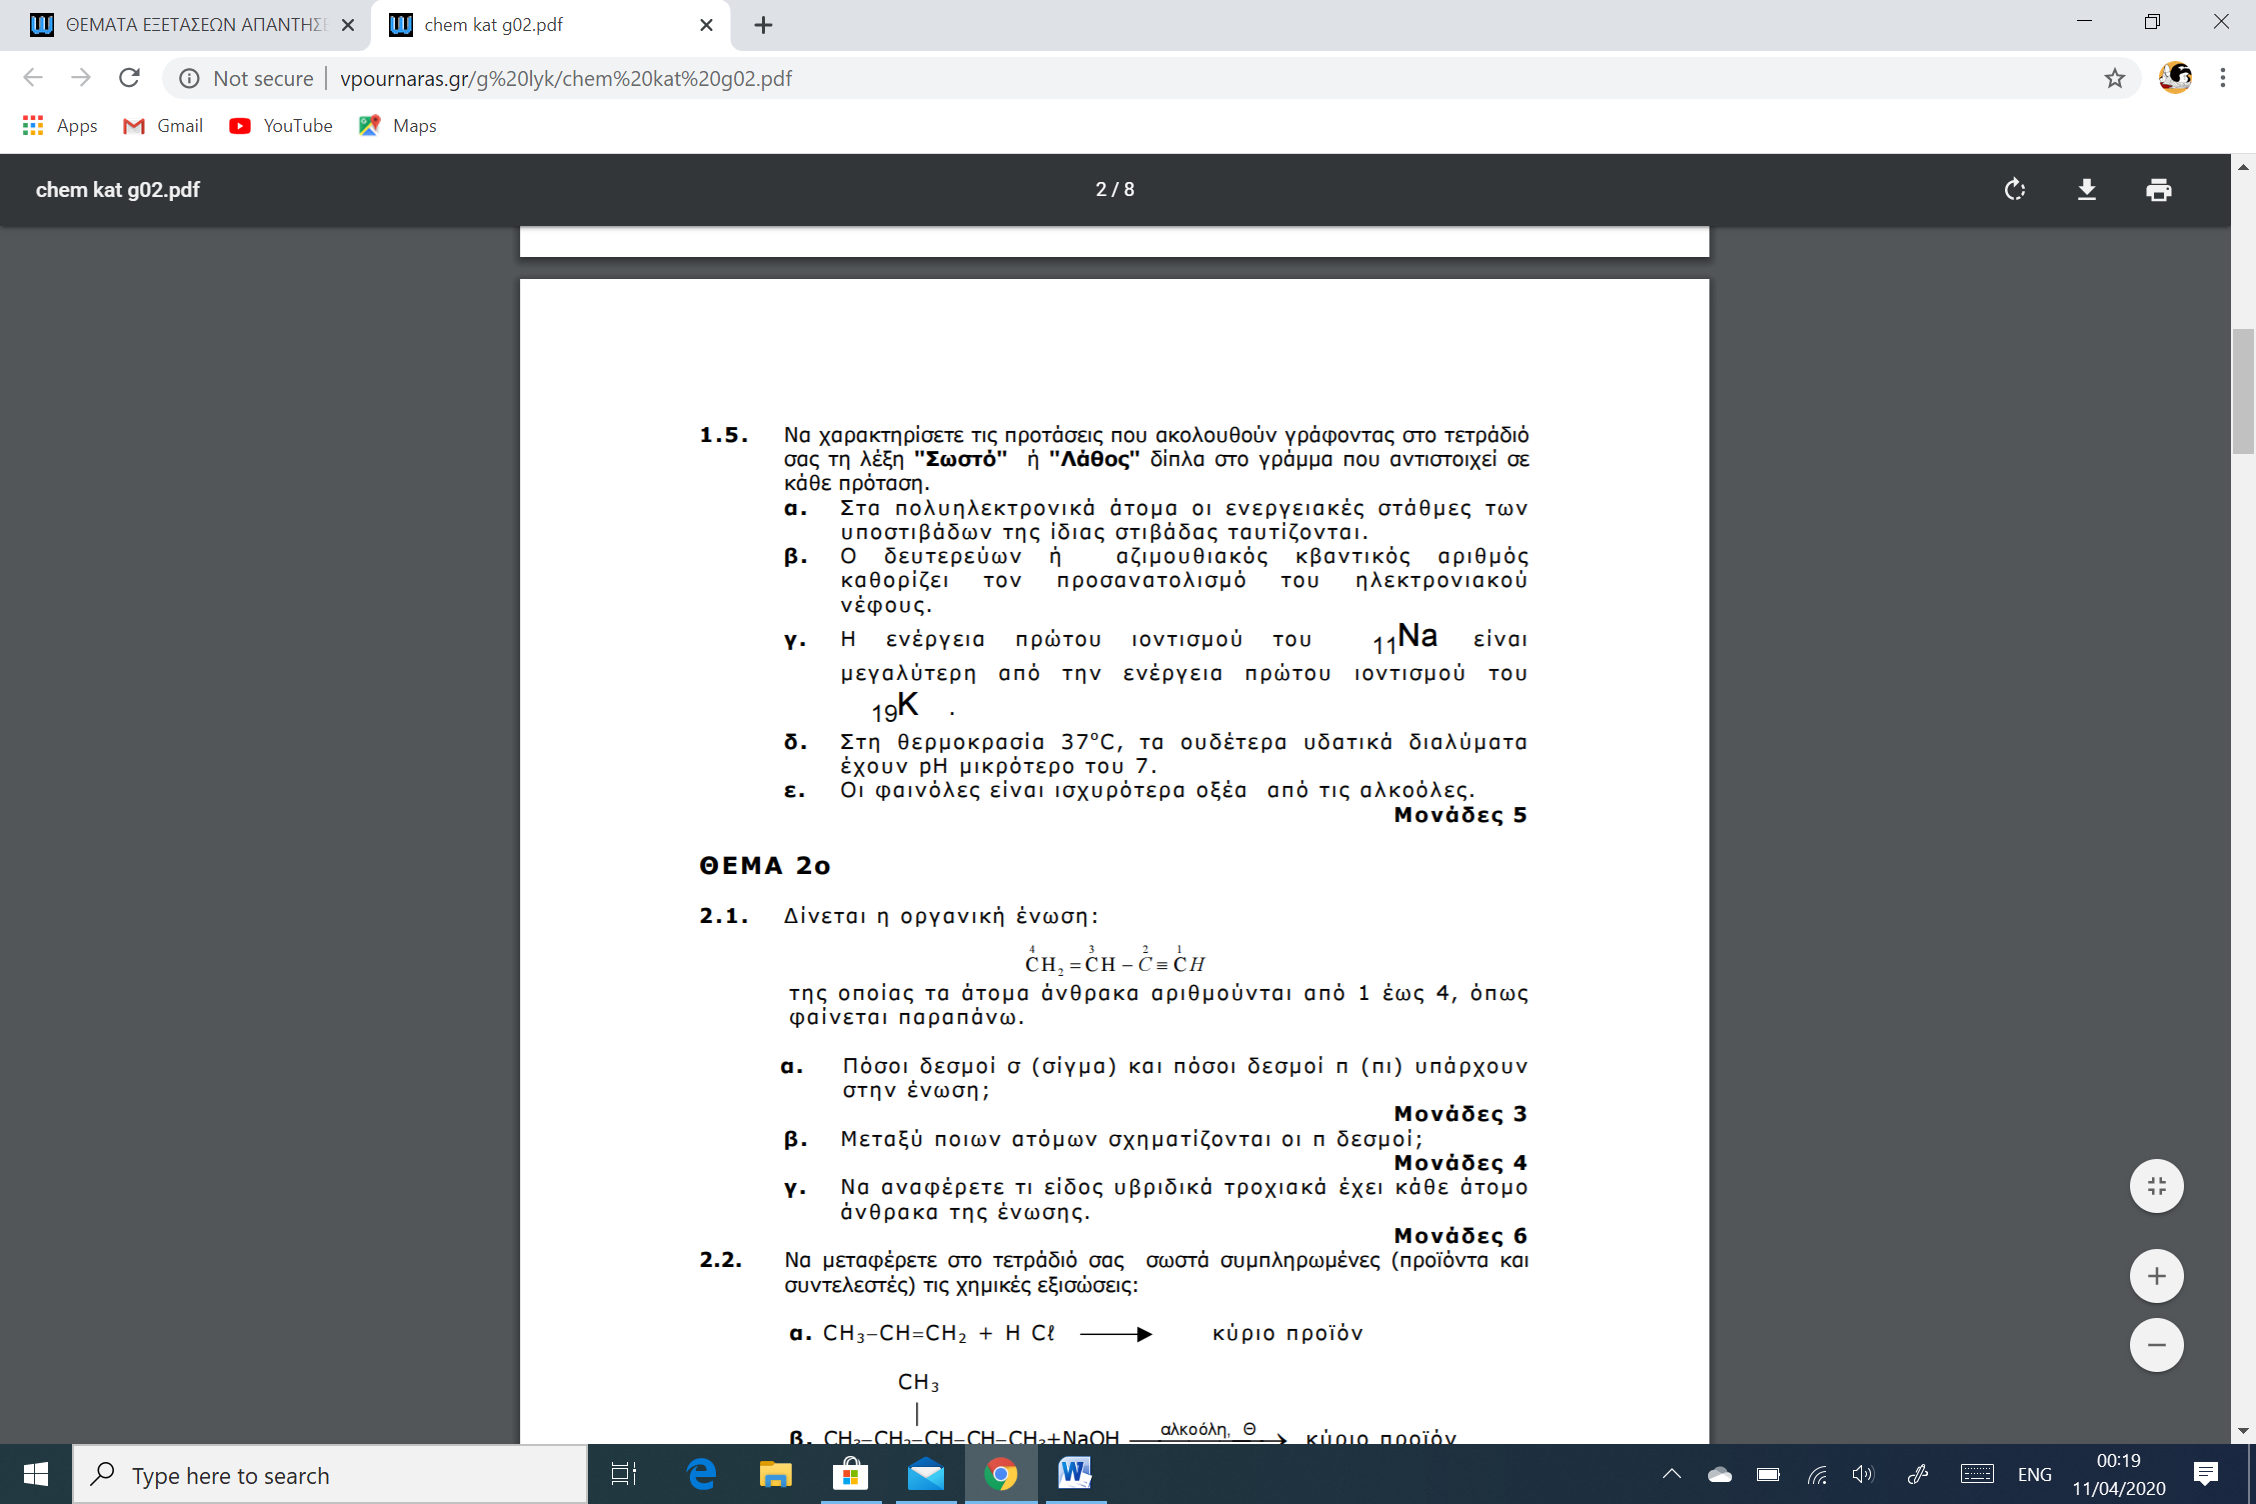 ΘΕΜΑΤΑ ΕΞΕΤΑΣΕΩΝ ΑΠΑΝΤΗΣΕ
chem kat g02.pdf
Not secure | vpournaras.gr/g%20lyk/chem%20kat%20g02.pdf
Apps Gmail YouTube Maps
chem kat g02.pdf 2 / 8
1.5. Να χαρακτηρίσετε τις προτάσεις που ακολουθούν γράφοντας στο τετράδιό
σας τη λέξη "Σωστό" ή "Λάθος" δίπλα στο γράμμα που αντιστοιχεί σε
κάθε πρόταση.
α. Στα πολυηλεκτρονικά άτομα οι ενεργειακές στάθμες των
υποστιβάδων της ίδιας στιβάδας ταυτίζονται.
β. Ο δευτερεύων ή αζιμουθιακός κβαντικός αριθμός
καθορίζει τον προσανατολισμό του ηλεκτρονιακού
νέφους.
γ. Η ενέργεια πρώτου ιοντισμού του ₁₁Na είναι
μεγαλύτερη από την ενέργεια πρώτου ιοντισμού του
₁₉K .
δ. Στη θερμοκρασία 37°C, τα ουδέτερα υδατικά διαλύματα
έχουν pH μικρότερο του 7.
ε. Οι φαινόλες είναι ισχυρότερα οξέα από τις αλκοόλες.
Μονάδες 5
ΘΕΜΑ 2ο
2.1. Δίνεται η οργανική ένωση:
4 3 2 1
CH₂ = CH – C ≡ CH
της οποίας τα άτομα άνθρακα αριθμούνται από 1 έως 4, όπως
φαίνεται παραπάνω.
α. Πόσοι δεσμοί σ (σίγμα) και πόσοι δεσμοί π (πι) υπάρχουν
στην ένωση;
Μονάδες 3
β. Μεταξύ ποιων ατόμων σχηματίζονται οι π δεσμοί;
Μονάδες 4
γ. Να αναφέρετε τι είδος υβριδικά τροχιακά έχει κάθε άτομο
άνθρακα της ένωσης.
Μονάδες 6
2.2. Να μεταφέρετε στο τετράδιό σας σωστά συμπληρωμένες (προϊόντα και
συντελεστές) τις χημικές εξισώσεις:
α. CH₃–CH=CH₂ + H Cℓ ⟶ κύριο προϊόν
CH₃
|
αλκοόλη, Θ
β. CH₃–CH₂–CH–CH–CH₃+NaOH ⟶ κύριο προϊόν
Type here to search
ENG
00:19
11/04/2020